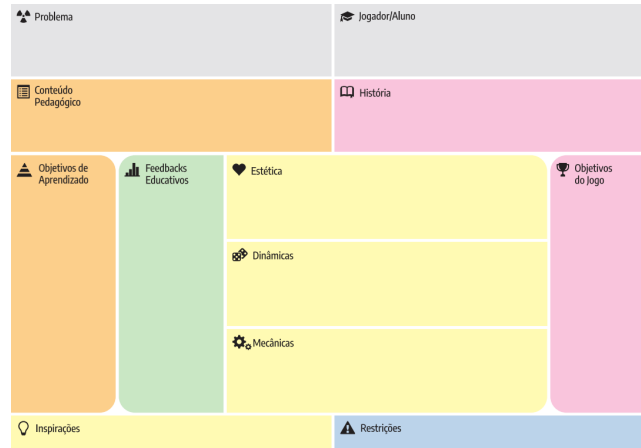 Problema
Jogador/Aluno
Conteúdo
Pedagógico
História
Objetivos de
Aprendizado
Feedbacks
Educativos
Estética
Objetivos
do Jogo
Dinâmicas
Mecânicas
Inspirações
Restrições